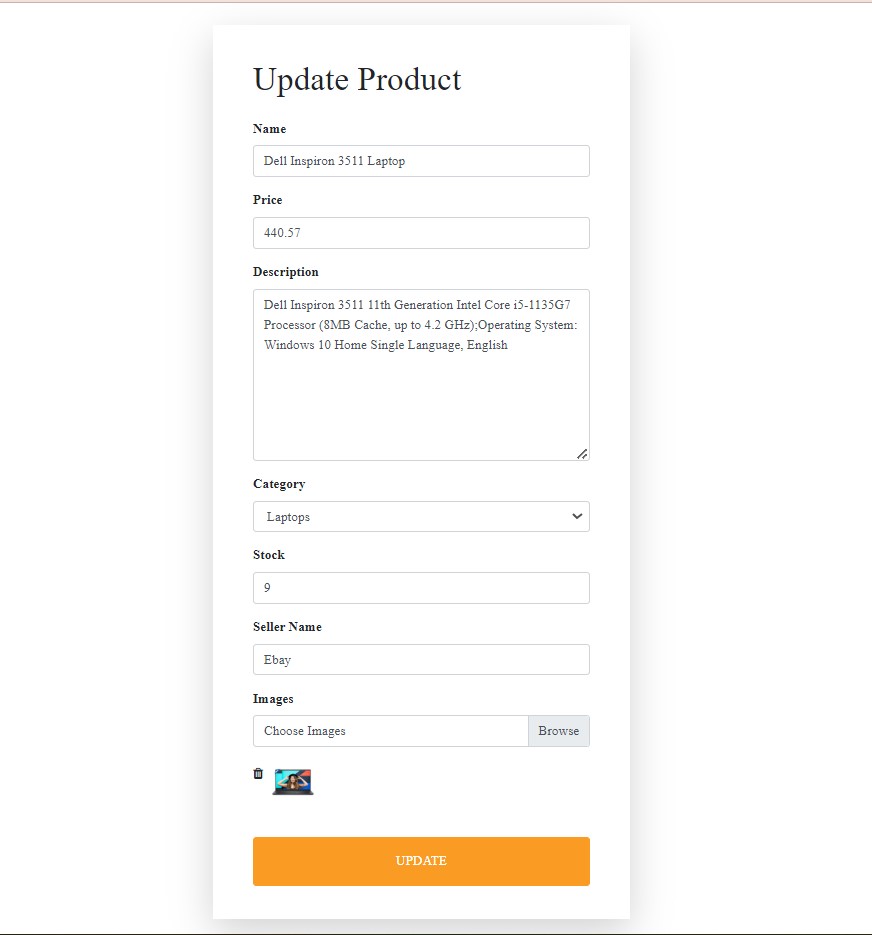 Update Product
Name
Dell Inspiron 3511 Laptop
Price
440.57
Description
Dell Inspiron 3511 11th Generation Intel Core i5-1135G7
Processor (8MB Cache, up to 4.2 GHz);Operating System:
Windows 10 Home Single Language, English
Category
Laptops
Stock
9
Seller Name
Ebay
Images
Choose Images Browse
UPDATE